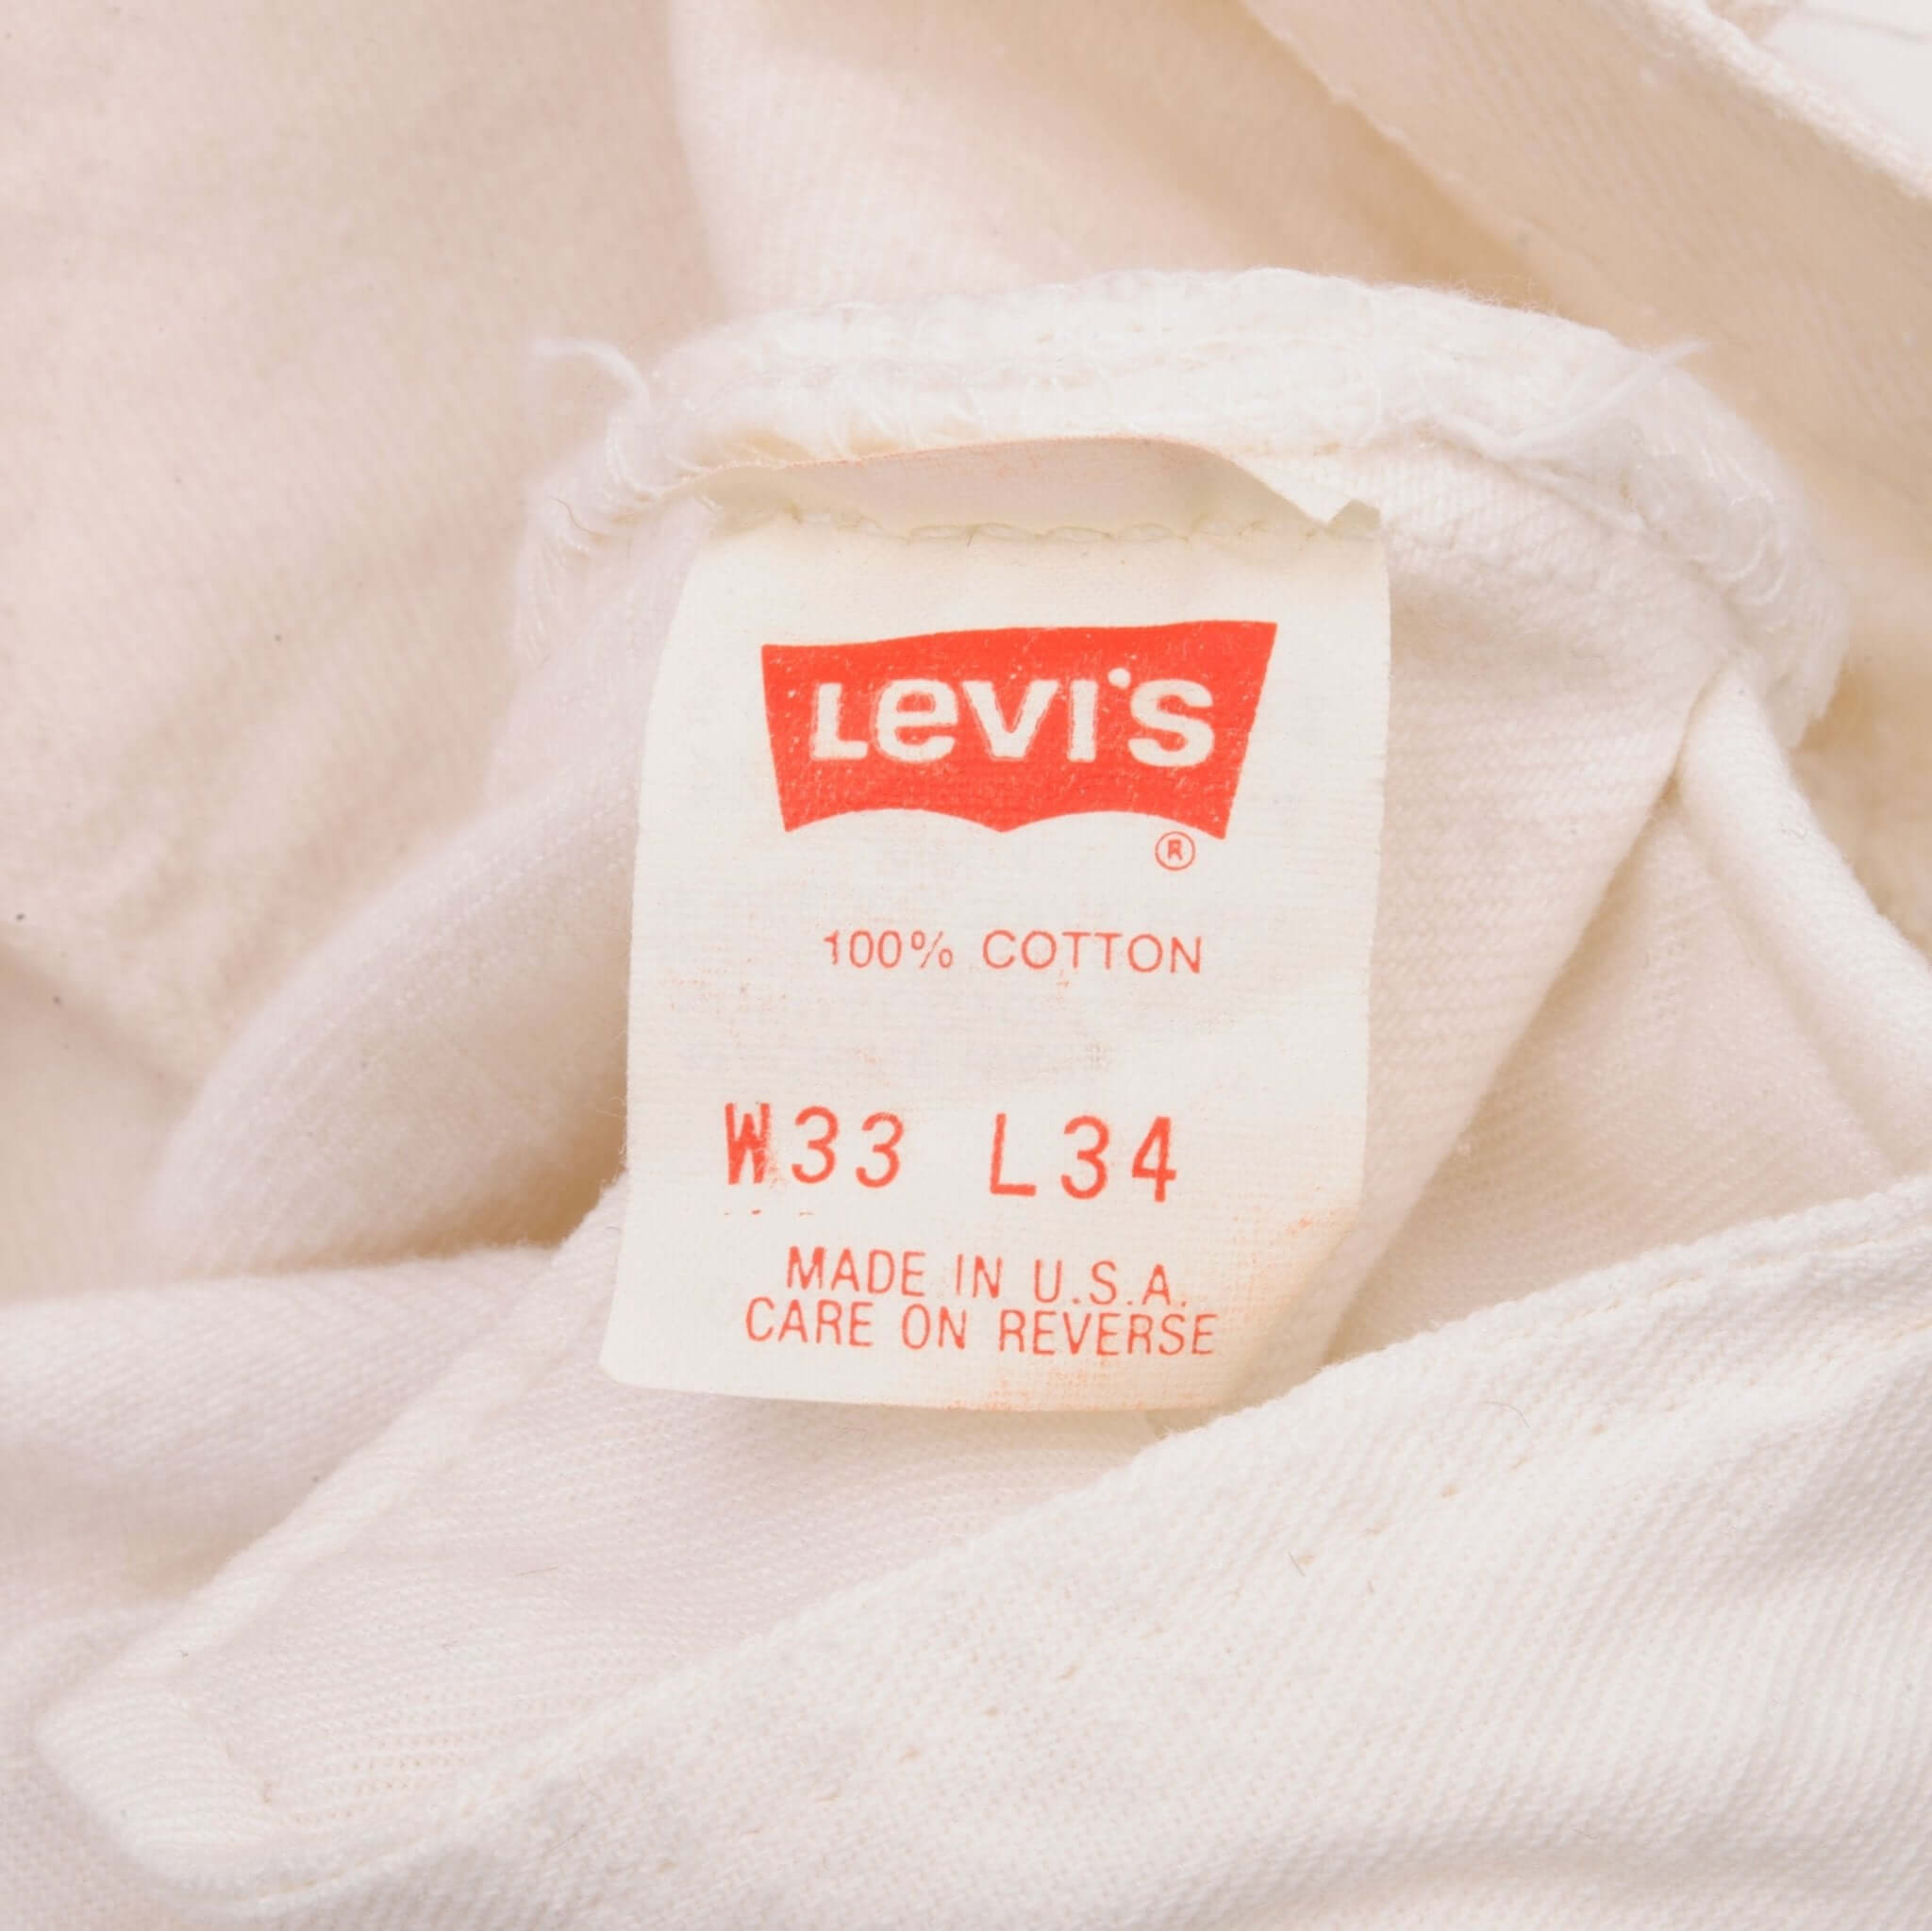 LEVI'S
®
100% COTTON
W33 L34
MADE IN U.S.A.
CARE ON REVERSE